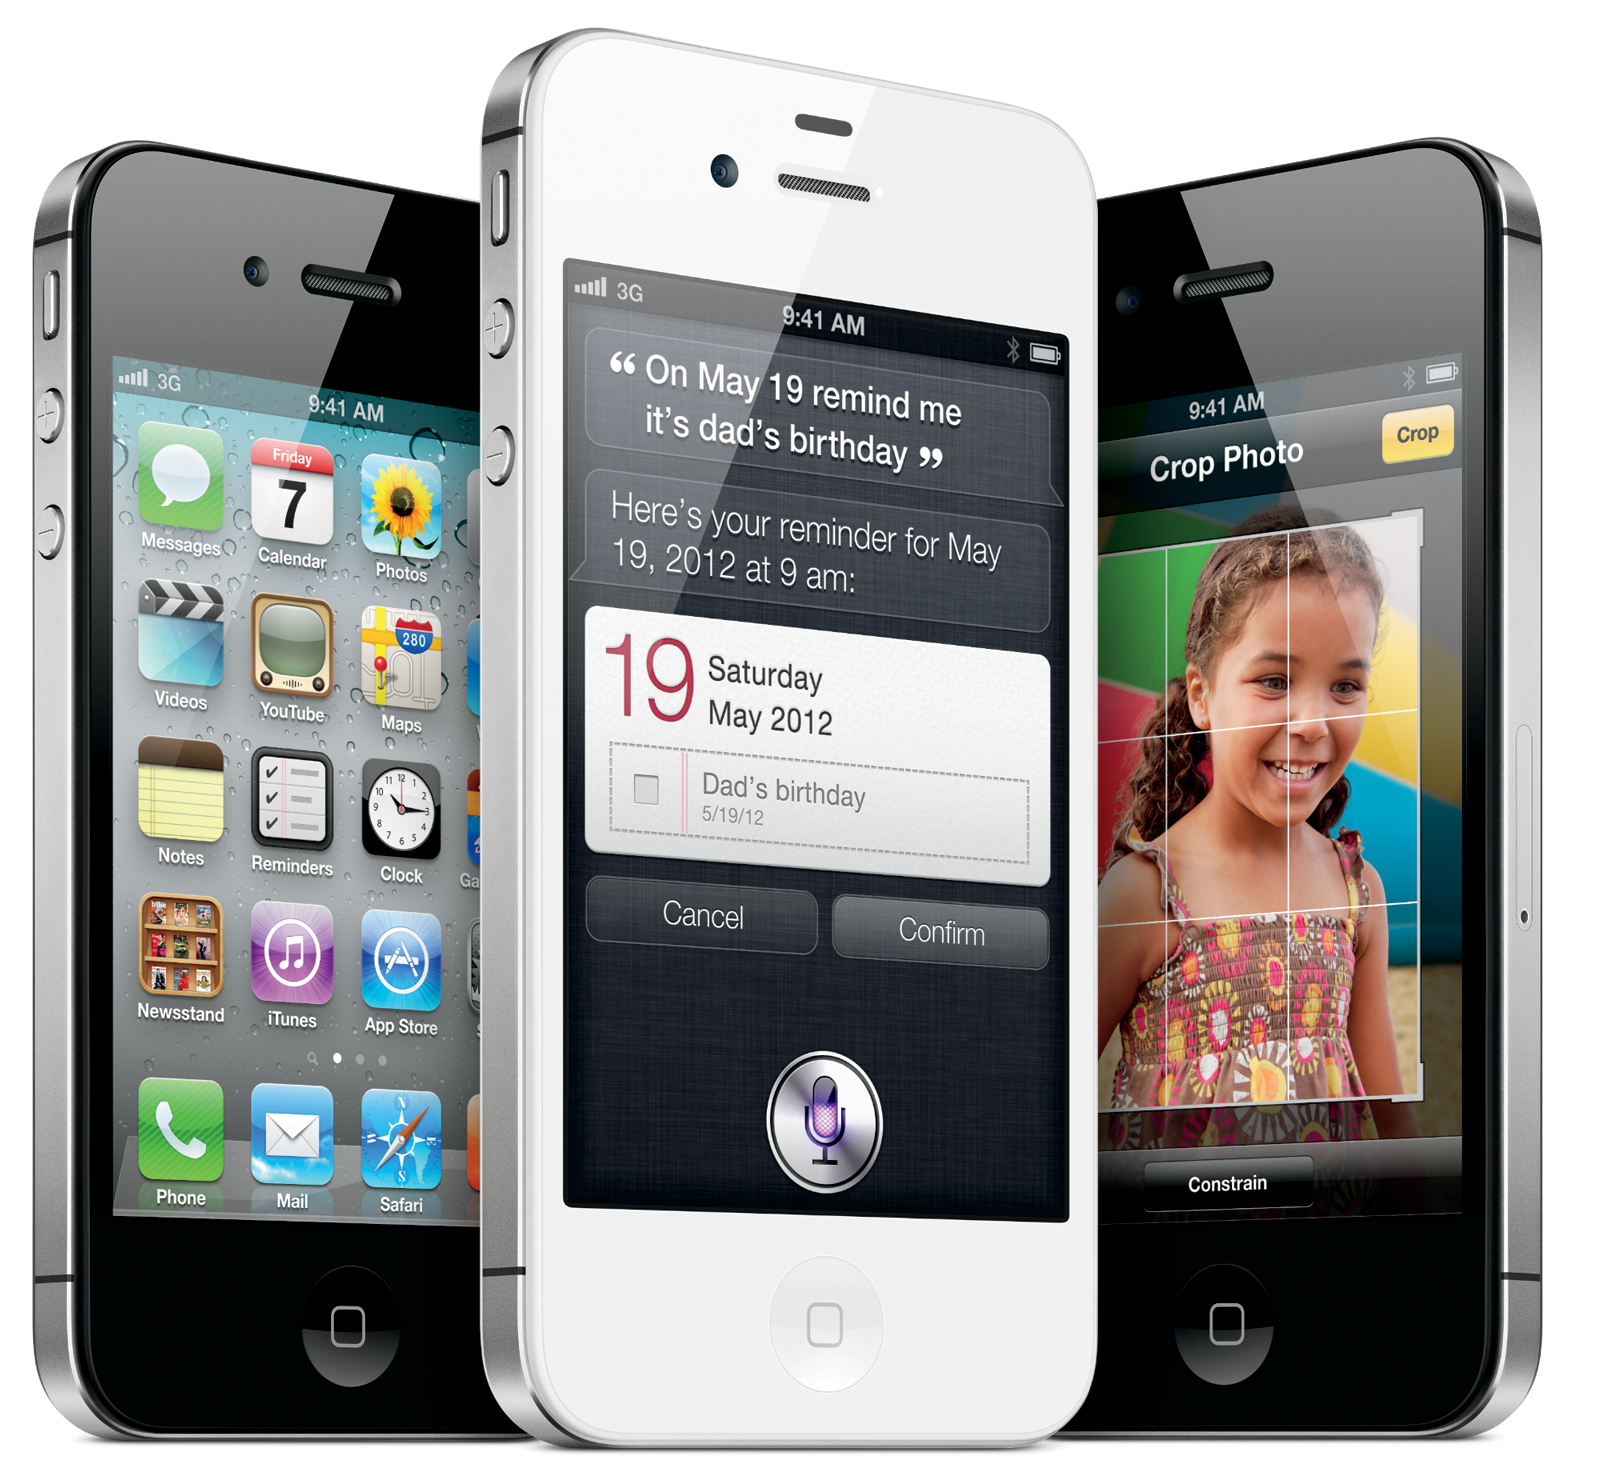 3G
9:41 AM
Messages
Friday
7
Calendar
Photos
Videos
YouTube
280
Maps
Notes
Reminders
Clock
Newsstand
iTunes
App Store
Phone
Mail
Safari
3G
9:41 AM
“ On May 19 remind me
it’s dad’s birthday ”
Here’s your reminder for May
19, 2012 at 9 am:
19
Saturday
May 2012
Dad’s birthday
5/19/12
Cancel
Confirm
9:41 AM
Crop Photo
Crop
Constrain